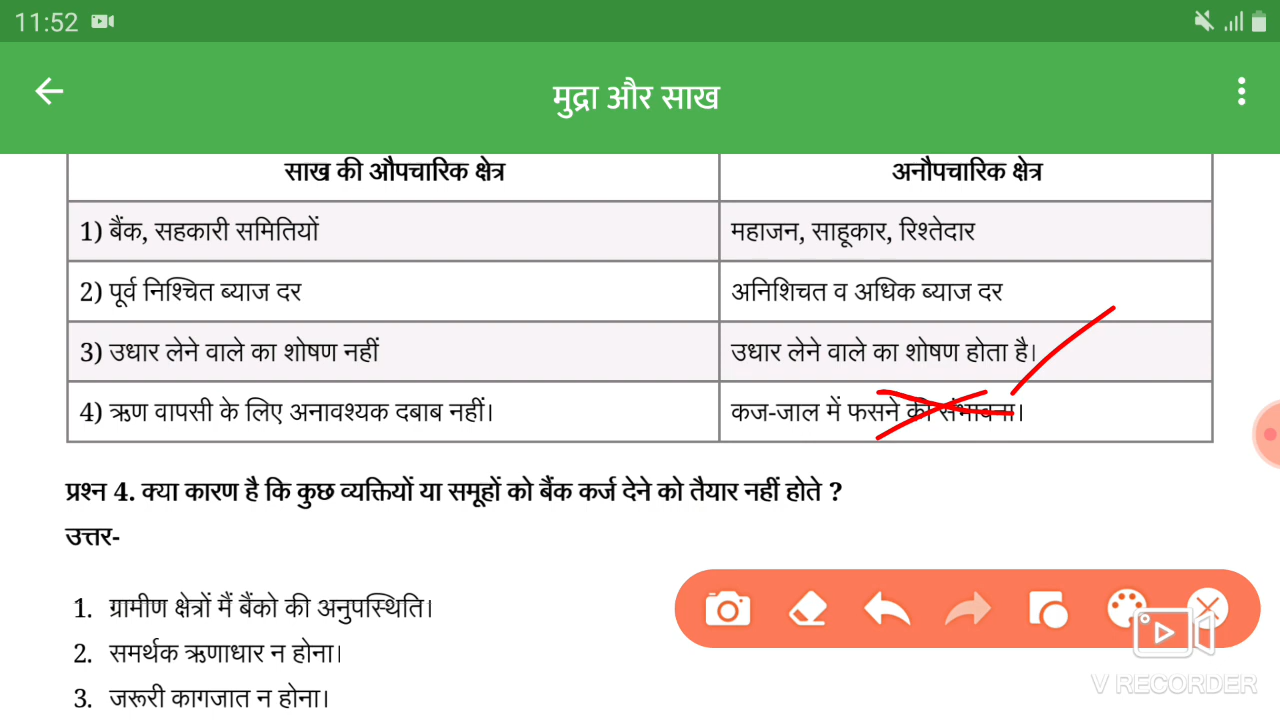 11:52
मुद्रा और साख
साख की औपचारिक क्षेत्र अनौपचारिक क्षेत्र
1) बैंक, सहकारी समितियों महाजन, साहूकार, रिश्तेदार
2) पूर्व निश्चित ब्याज दर अनिशिचत व अधिक ब्याज दर
3) उधार लेने वाले का शोषण नहीं उधार लेने वाले का शोषण होता है।
4) ऋण वापसी के लिए अनावश्यक दबाब नहीं। कज-जाल में फसने की संभावना।
प्रश्न 4. क्या कारण है कि कुछ व्यक्तियों या समूहों को बैंक कर्ज देने को तैयार नहीं होते ?
उत्तर-
1. ग्रामीण क्षेत्रों मैं बैंको की अनुपस्थिति।
2. समर्थक ऋणाधार न होना।
3. जरूरी कागजात न होना।
V RECORDER